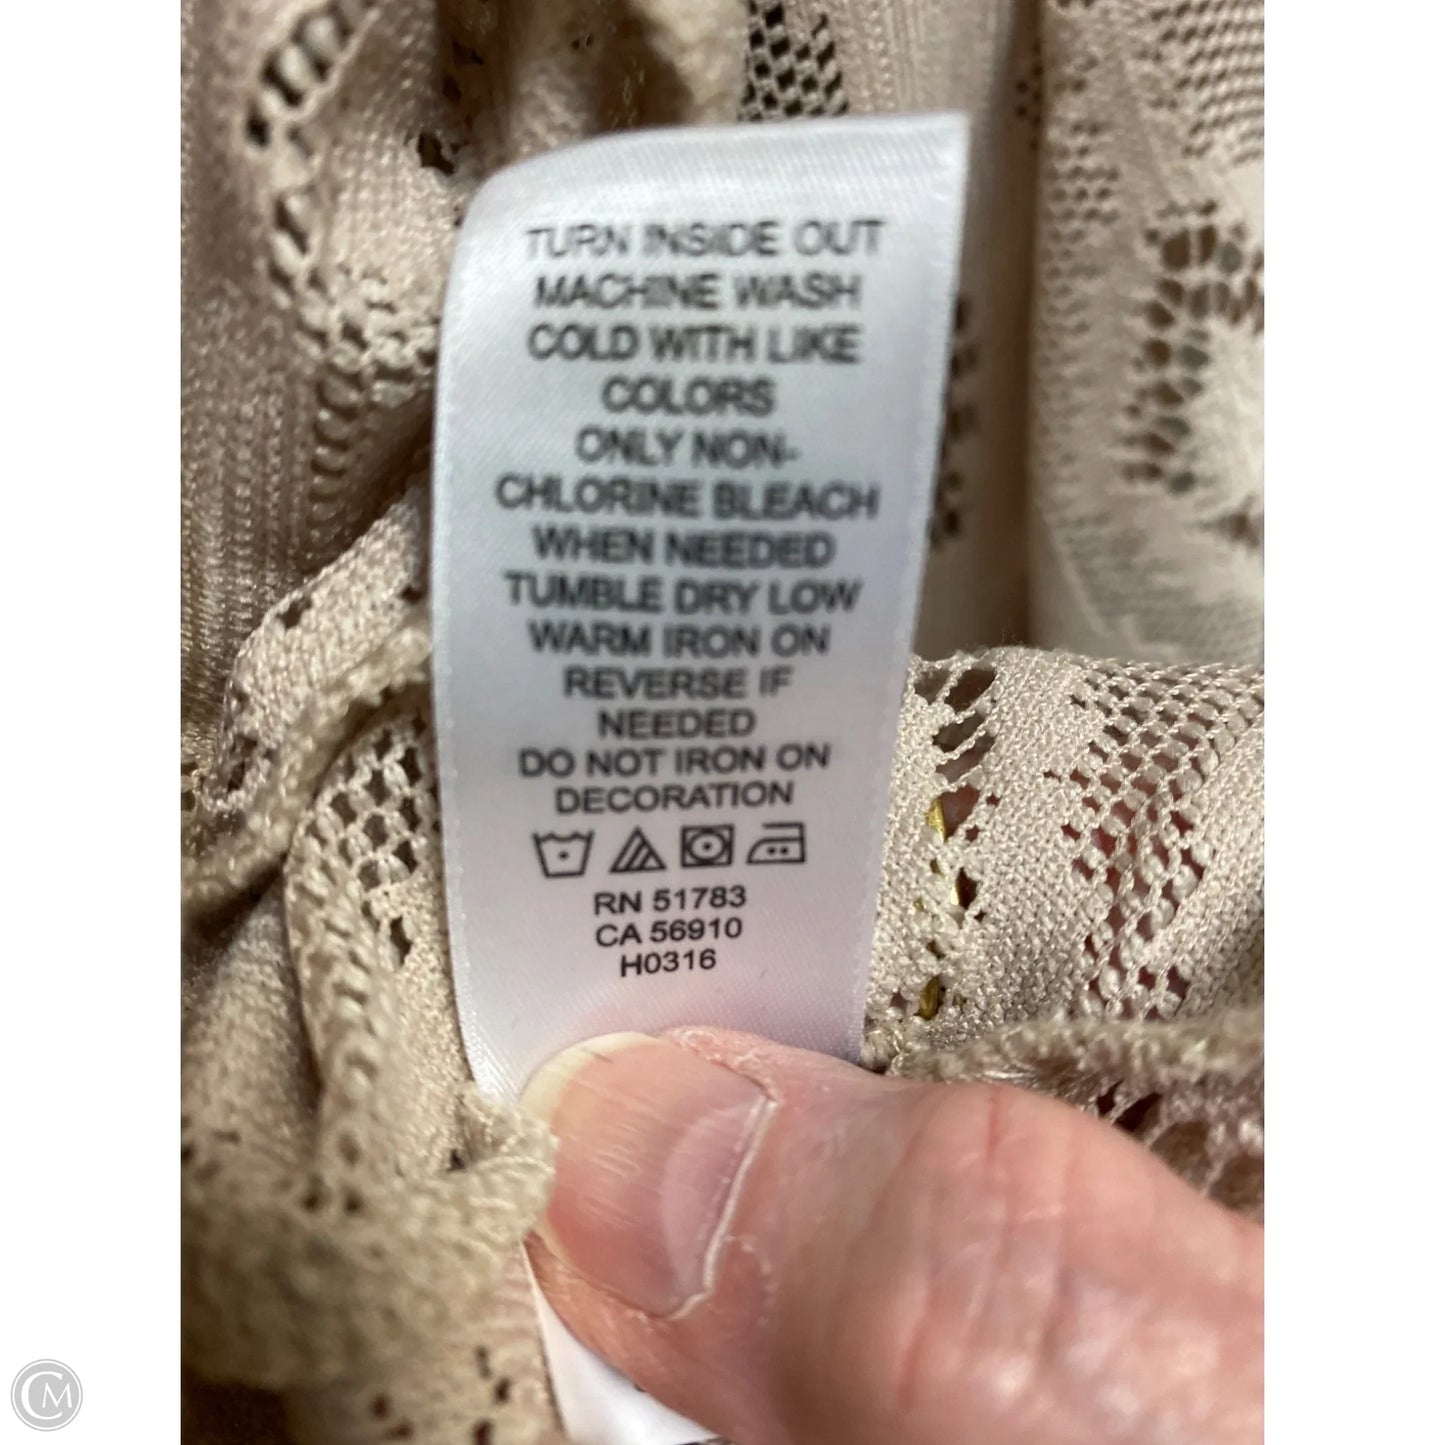 TURN INSIDE OUT
MACHINE WASH
COLD WITH LIKE
COLORS
ONLY NON-
CHLORINE BLEACH
WHEN NEEDED
TUMBLE DRY LOW
WARM IRON ON
REVERSE IF
NEEDED
DO NOT IRON ON
DECORATION
RN 51783
CA 56910
H0316
CM